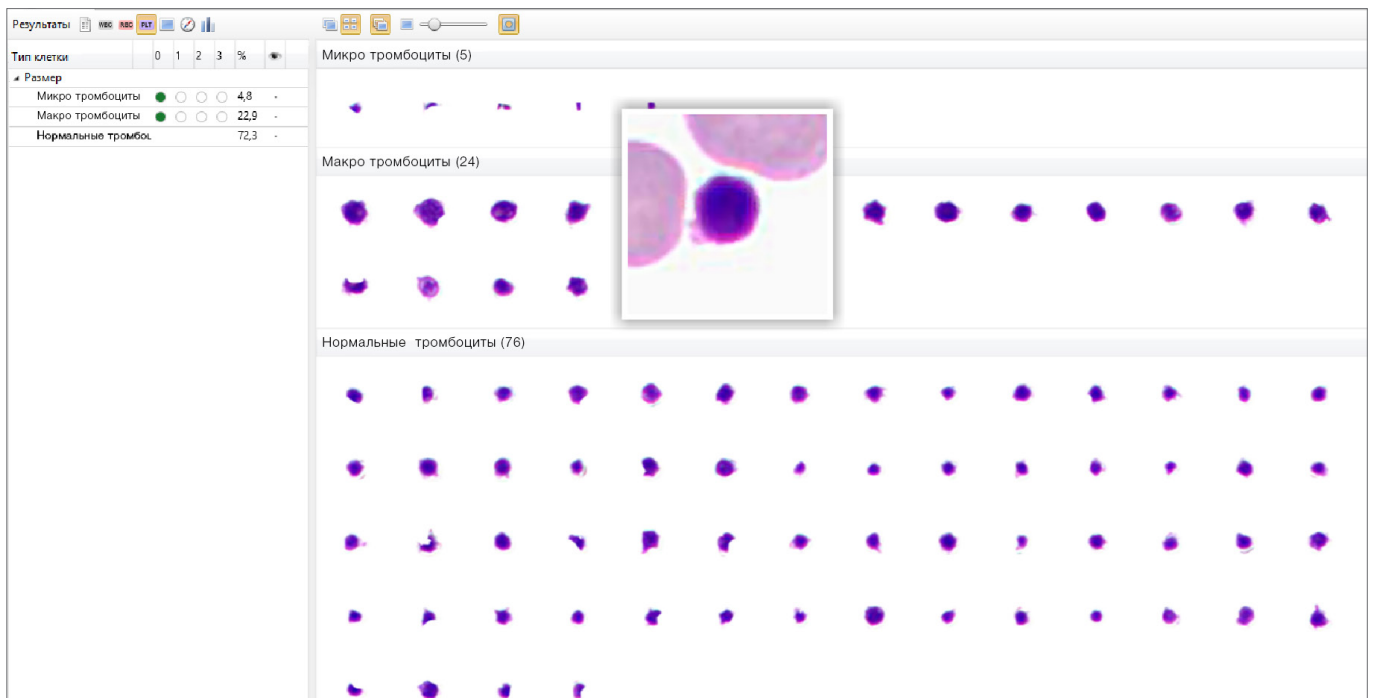 Результаты WBC RBC PLT
Тип клетки 0 1 2 3 %
Размер
Микро тромбоциты 4,8 -
Макро тромбоциты 22,9 -
Нормальные тромбоц 72,3 -
Микро тромбоциты (5)
Макро тромбоциты (24)
Нормальные тромбоциты (76)